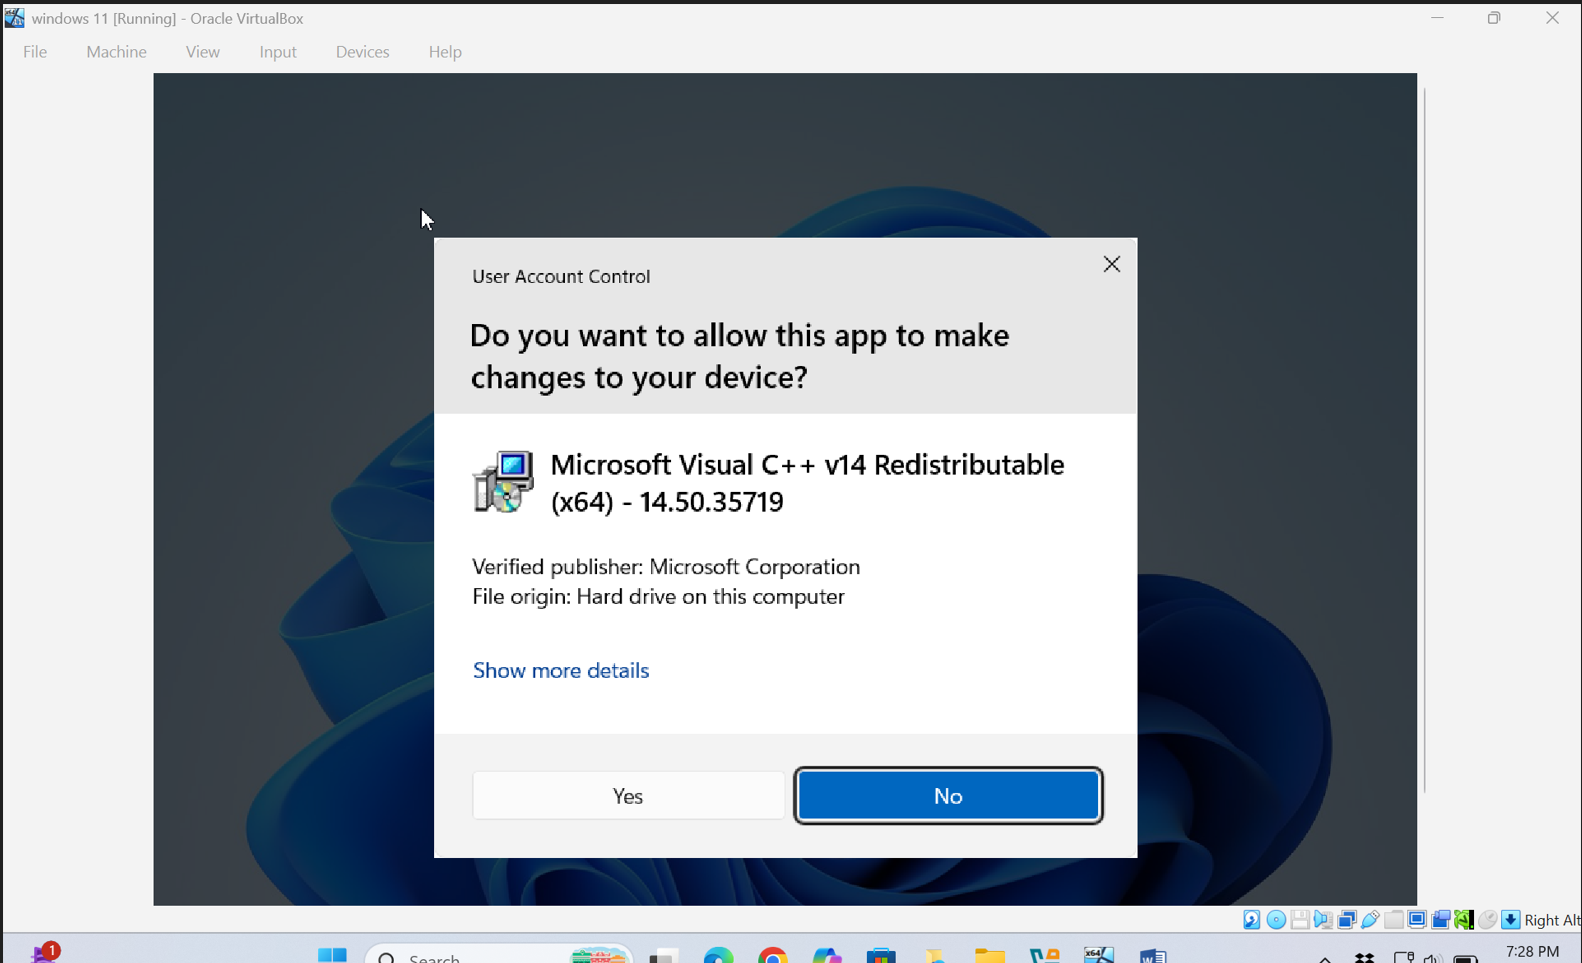 windows 11 [Running] - Oracle VirtualBox
File Machine View Input Devices Help
User Account Control
Do you want to allow this app to make
changes to your device?
Microsoft Visual C++ v14 Redistributable
(x64) - 14.50.35719
Verified publisher: Microsoft Corporation
File origin: Hard drive on this computer
Show more details
Yes
No
Right Alt
1
Search
x64
7:28 PM